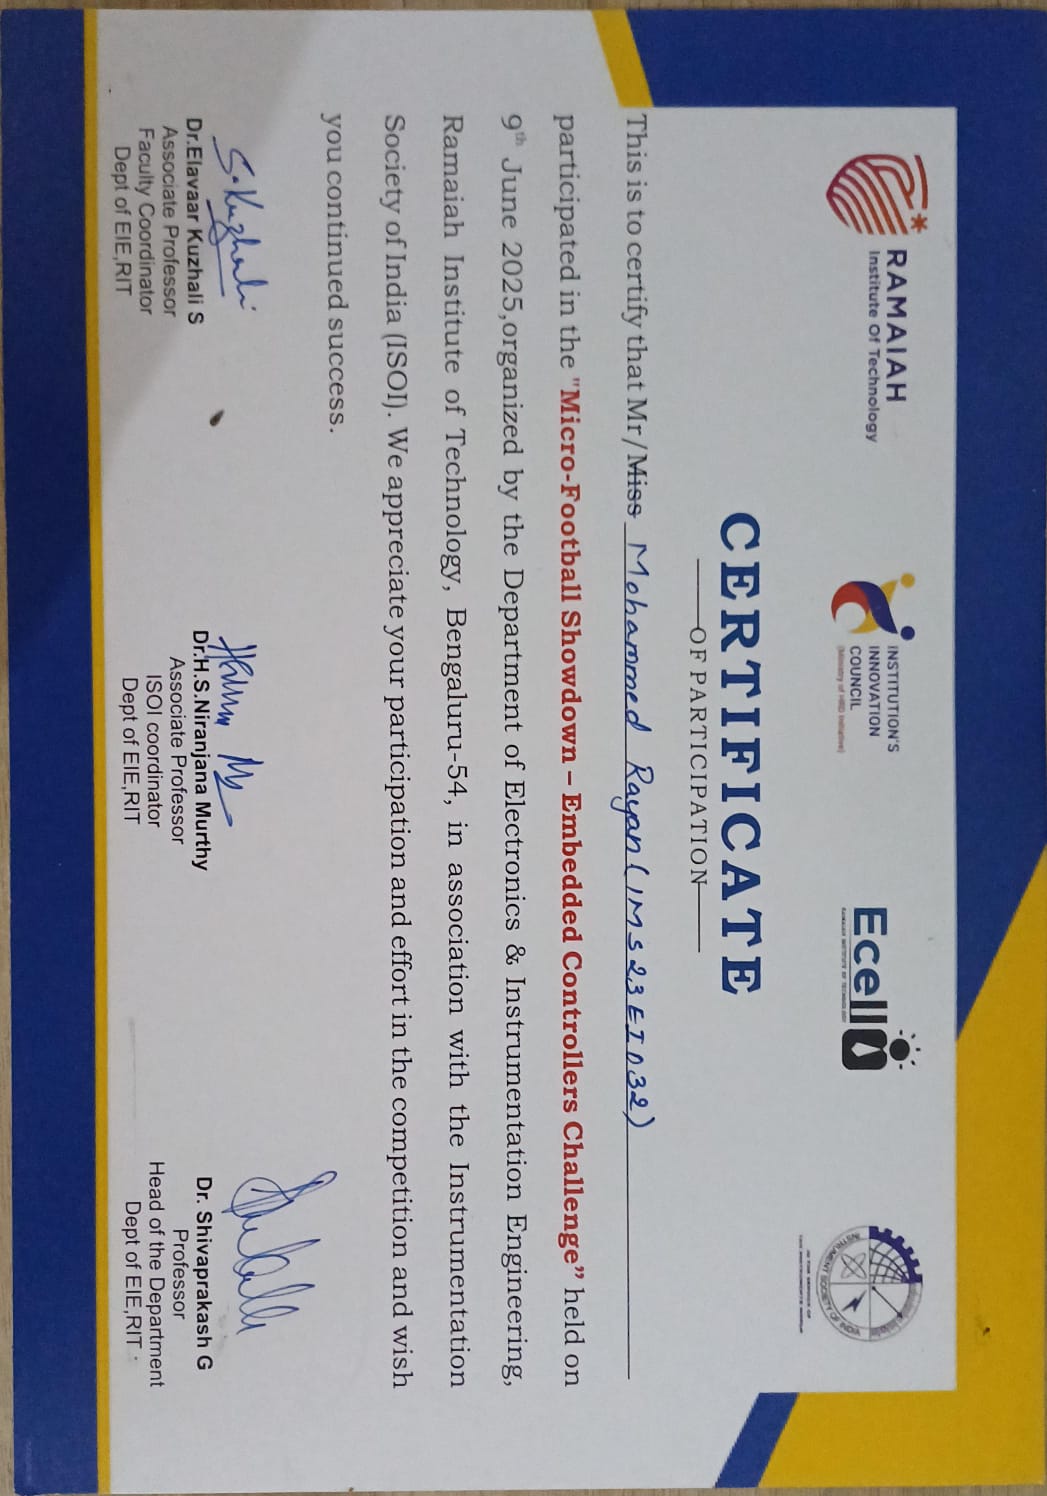 RAMAIAH
Institute Of Technology
INSTITUTION'S
INNOVATION
COUNCIL
(Ministry of HRD Initiative)
Ecell
RAMAIAH INSTITUTE OF TECHNOLOGY
INSTRUMENT SOCIETY OF INDIA
CERTIFICATE
OF PARTICIPATION
This is to certify that Mr/Miss Mohammed Rayan (1MS23EI032)
participated in the "Micro-Football Showdown – Embedded Controllers Challenge” held on
9th June 2025,organized by the Department of Electronics & Instrumentation Engineering,
Ramaiah Institute of Technology, Bengaluru-54, in association with the Instrumentation
Society of India (ISOI). We appreciate your participation and effort in the competition and wish
you continued success.
S. Kuzhali
Dr.Elavaar Kuzhali S
Associate Professor
Faculty Coordinator
Dept of EIE,RIT
Dr.H.S.Niranjana Murthy
Associate Professor
ISOI coordinator
Dept of EIE,RIT
Dr. Shivaprakash G
Professor
Head of the Department
Dept of EIE,RIT